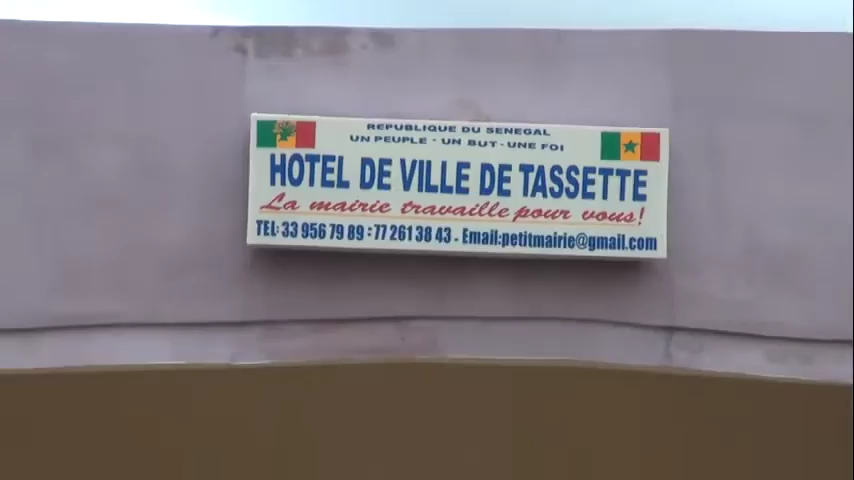 REPUBLIQUE DU SENEGAL
UN PEUPLE - UN BUT - UNE FOI
HOTEL DE VILLE DE TASSETTE
La mairie travaille pour vous!
TEL: 33 956 79 89 : 77 261 38 43 - Email:petitmairie@gmail.com